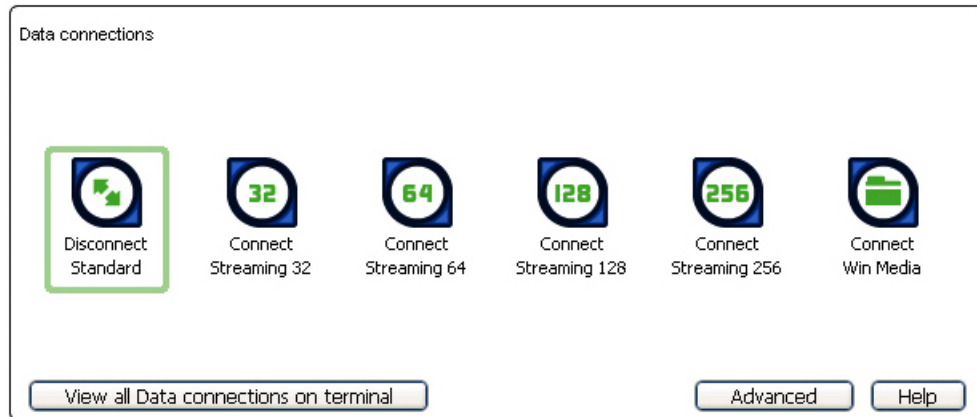 Data connections
32
64
128
256
Disconnect
Standard
Connect
Streaming 32
Connect
Streaming 64
Connect
Streaming 128
Connect
Streaming 256
Connect
Win Media
View all Data connections on terminal
Advanced
Help